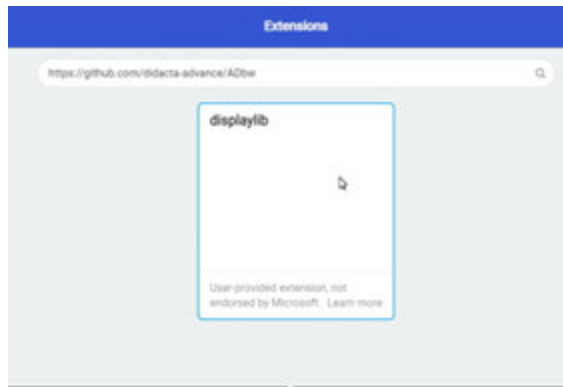 Extensions
https://github.com/didacta-advance/ADbw
displaylib
User-provided extension, not
endorsed by Microsoft. Learn more